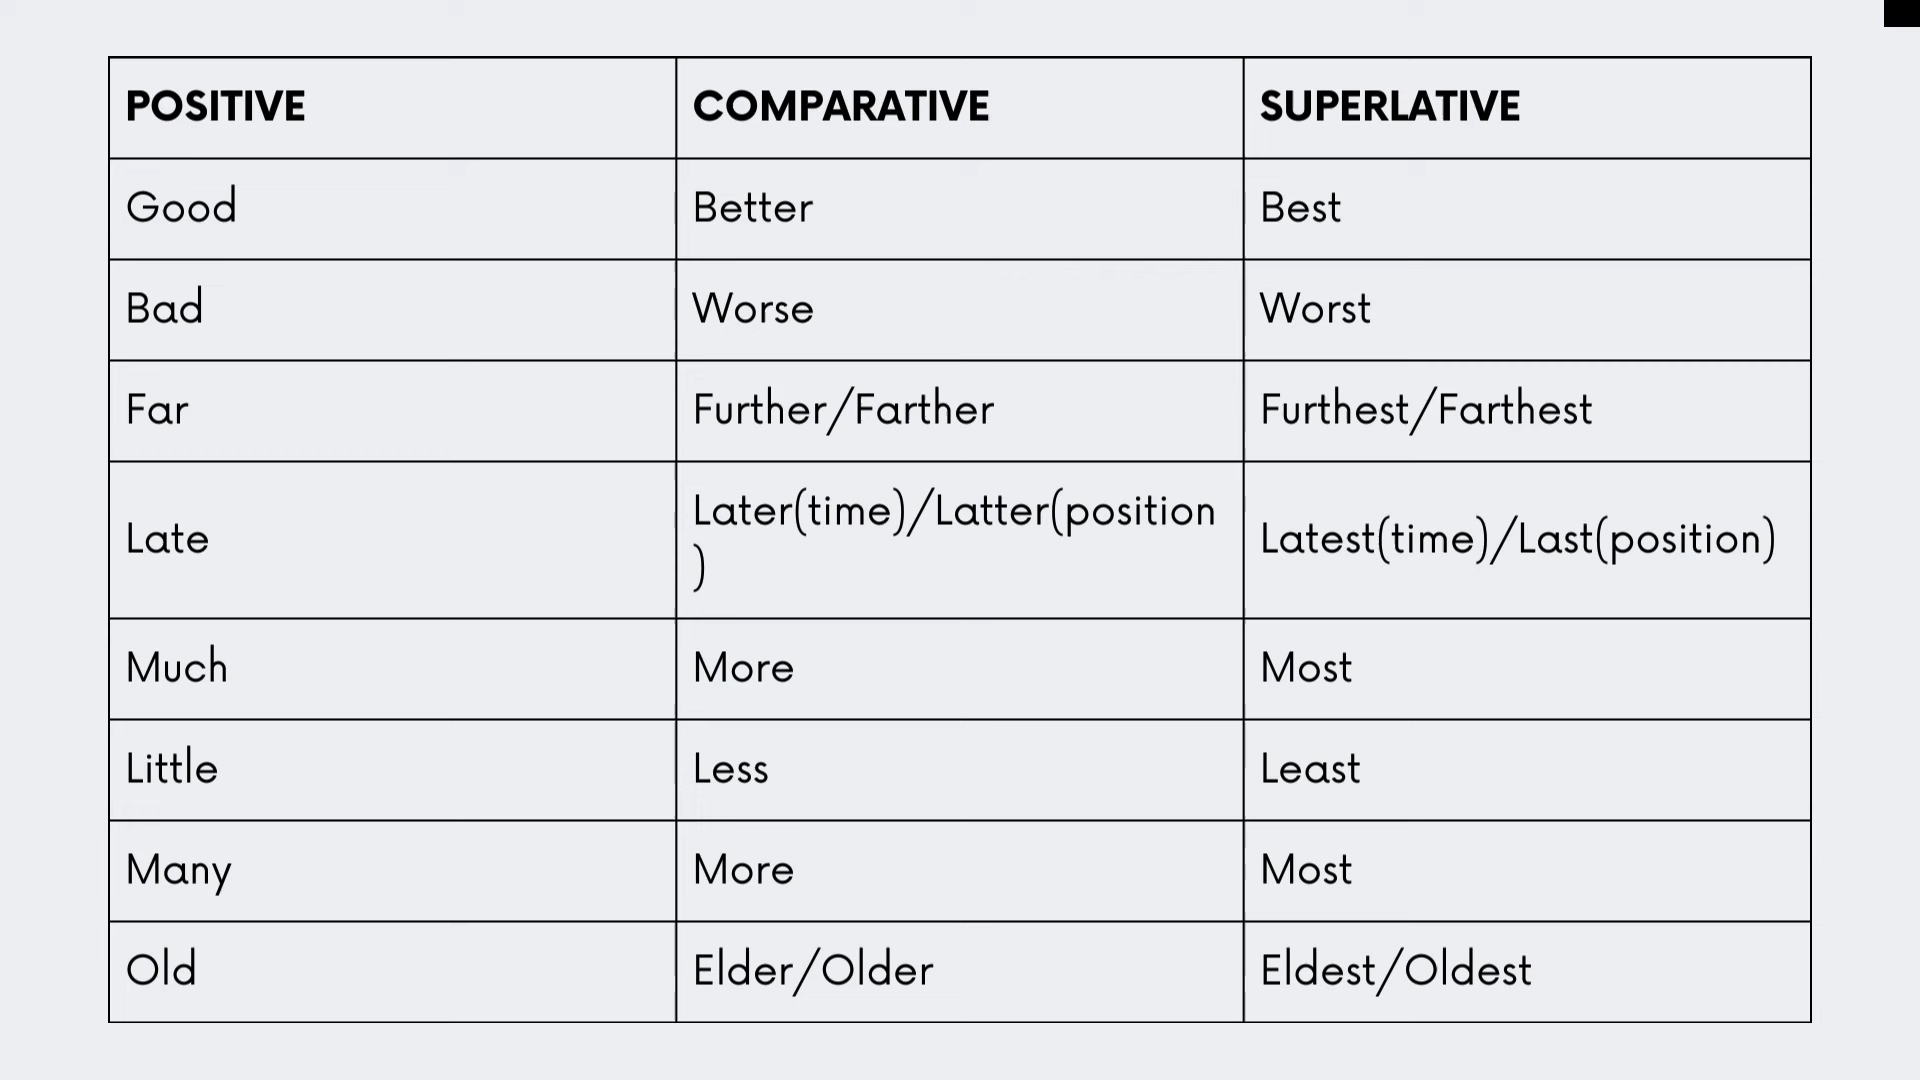 POSITIVE COMPARATIVE SUPERLATIVE
Good Better Best
Bad Worse Worst
Far Further/Farther Furthest/Farthest
Late Later(time)/Latter(position
) Latest(time)/Last(position)
Much More Most
Little Less Least
Many More Most
Old Elder/Older Eldest/Oldest